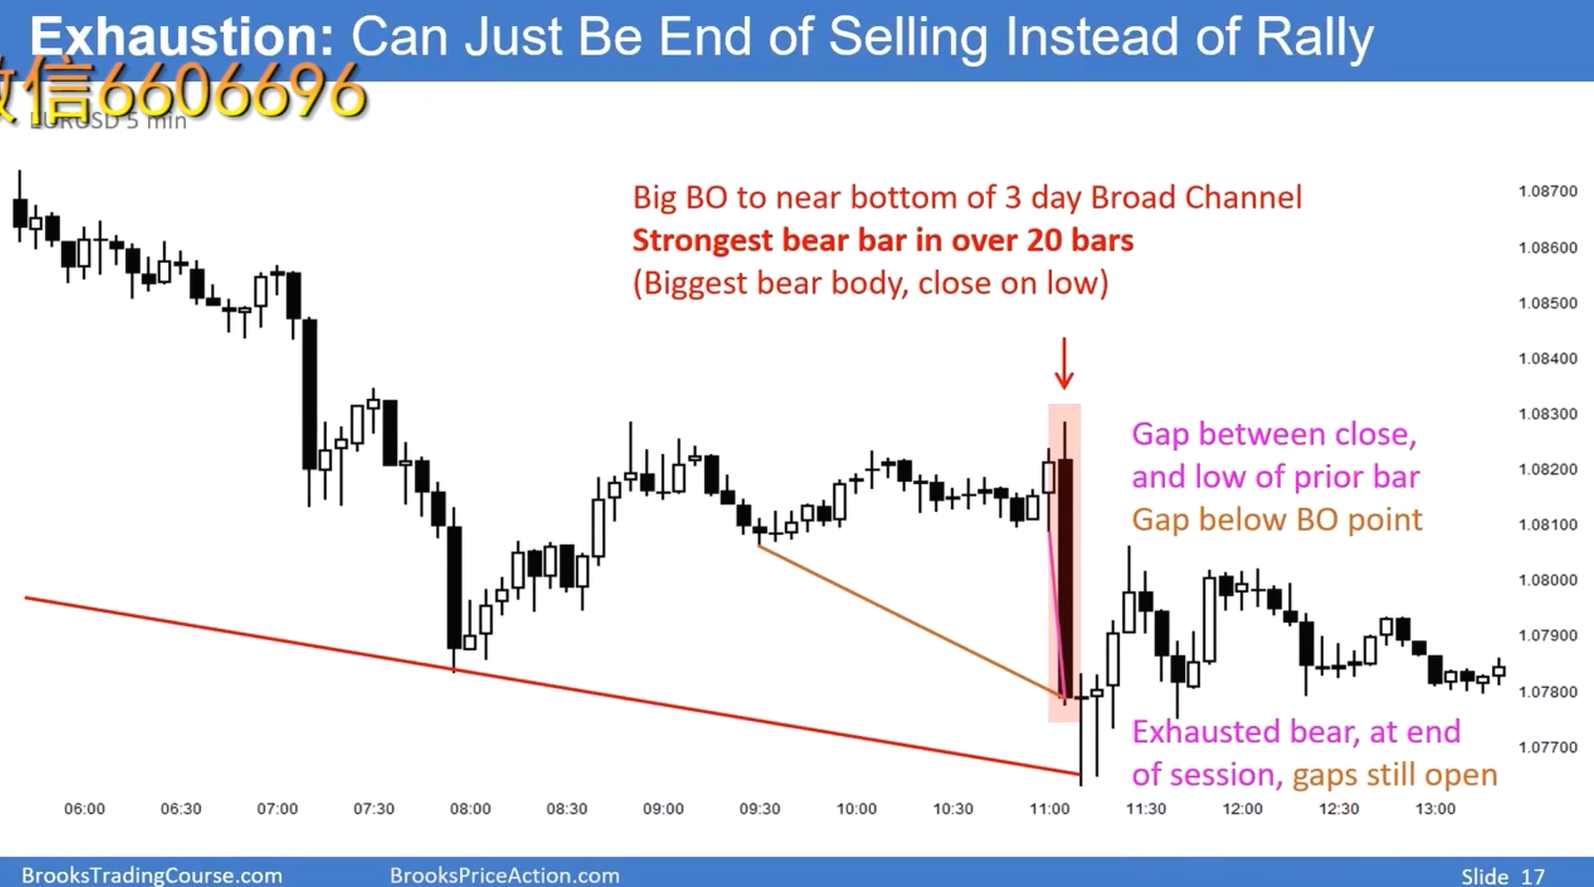 Exhaustion: Can Just Be End of Selling Instead of Rally
微信6606696
EURUSD 5 min
Big BO to near bottom of 3 day Broad Channel
Strongest bear bar in over 20 bars
(Biggest bear body, close on low)
Gap between close,
and low of prior bar
Gap below BO point
Exhausted bear, at end
of session, gaps still open
1.08700
1.08600
1.08500
1.08400
1.08300
1.08200
1.08100
1.08000
1.07900
1.07800
1.07700
06:00 06:30 07:00 07:30 08:00 08:30 09:00 09:30 10:00 10:30 11:00 11:30 12:00 12:30 13:00
BrooksTradingCourse.com BrooksPriceAction.com Slide 17